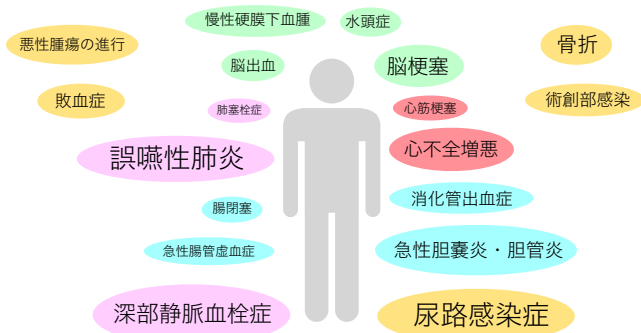 慢性硬膜下血腫
水頭症
悪性腫瘍の進行
骨折
脳出血
脳梗塞
敗血症
術創部感染
肺塞栓症
心筋梗塞
誤嚥性肺炎
心不全増悪
腸閉塞
消化管出血症
急性腸管虚血症
急性胆嚢炎・胆管炎
深部静脈血栓症
尿路感染症